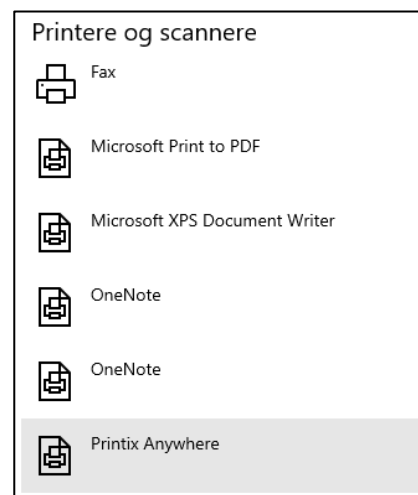 Printere og scannere
Fax
Microsoft Print to PDF
Microsoft XPS Document Writer
OneNote
OneNote
Printix Anywhere